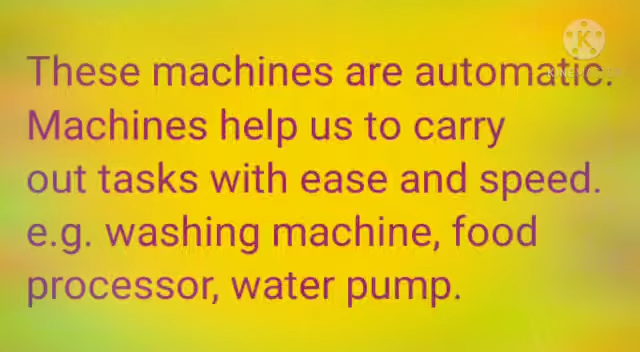 These machines are automatic.
Machines help us to carry
out tasks with ease and speed.
e.g. washing machine, food
processor, water pump.